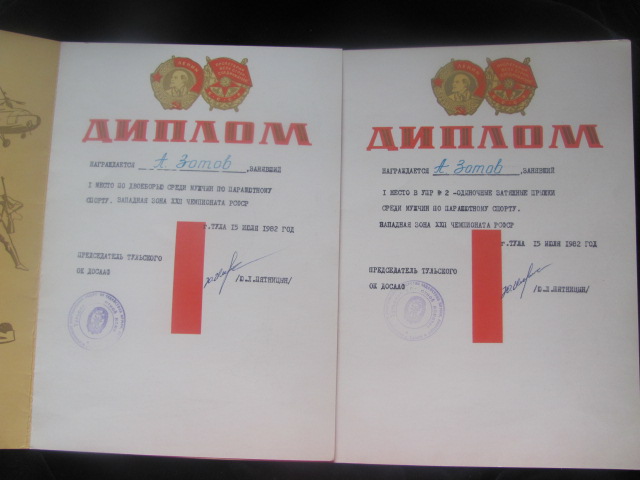 ДИПЛОМ
НАГРАЖДАЕТСЯ А Зотов, ЗАНЯВШИЙ
I МЕСТО ПО ДВОЕБОРЬЮ СРЕДИ МУЖЧИН ПО ПАРАШЮТНОМУ
СПОРТУ. ЗАПАДНАЯ ЗОНА XXII ЧЕМПИОНАТА РСФСР
г.ТУЛА 15 ИЮЛЯ 1982 ГОД
ПРЕДСЕДАТЕЛЬ ТУЛЬСКОГО
ОК ДОСААФ /Ю.Л.ПЯТНИЦИН/
ДИПЛОМ
НАГРАЖДАЕТСЯ А Зотов, ЗАНЯВШИЙ
I МЕСТО В УПР № 2 -ОДИНОЧНЫЕ ЗАТЯЖНЫЕ ПРЫЖКИ
СРЕДИ МУЖЧИН ПО ПАРАШЮТНОМУ СПОРТУ.
ЗАПАДНАЯ ЗОНА XXII ЧЕМПИОНАТА РСФСР
г.ТУЛА 15 ИЮЛЯ 1982 ГОД
ПРЕДСЕДАТЕЛЬ ТУЛЬСКОГО
ОК ДОСААФ /Ю.Л.ПЯТНИЦИН/